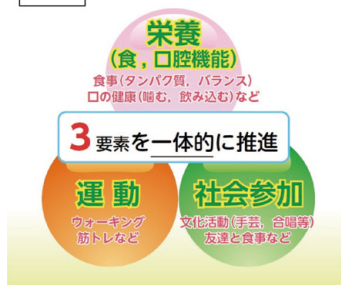 栄養
(食，口腔機能)
食事(タンパク質，バランス)
口の健康(噛む，飲み込む)など
3要素を一体的に推進
運動
ウォーキング
筋トレなど
社会参加
文化活動(手芸，合唱等)
友達と食事など